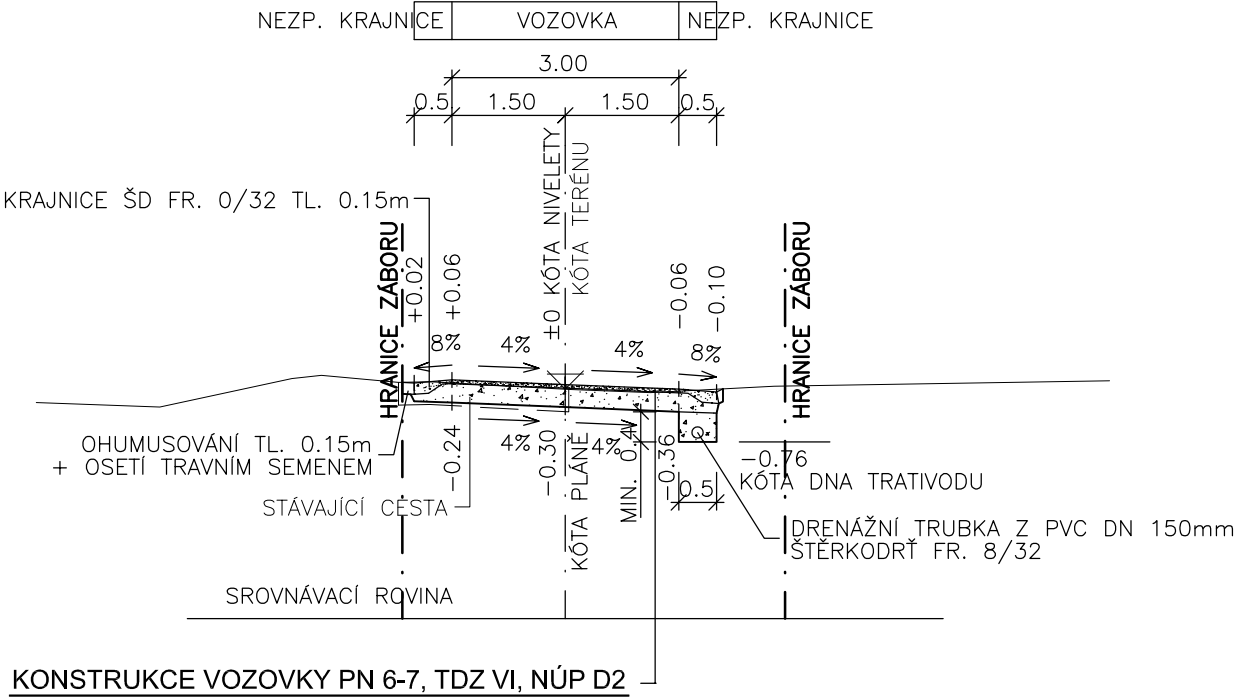 NEZP. KRAJNICE
VOZOVKA
NEZP. KRAJNICE
3.00
0.5
1.50
1.50
0.5
±0 KÓTA NIVELETY
KÓTA TERÉNU
KRAJNICE ŠD FR. 0/32 TL. 0.15m
HRANICE ZÁBORU
+0.02
+0.06
-0.06
-0.10
HRANICE ZÁBORU
8%
4%
4%
8%
OHUMUSOVÁNÍ TL. 0.15m
+ OSETÍ TRAVNÍM SEMENEM
4%
4%
-0.24
-0.30
KÓTA PLÁNĚ
MIN. 0.4
-0.36
-0.76
KÓTA DNA TRATIVODU
0.5
STÁVAJÍCÍ CESTA
DRENÁŽNÍ TRUBKA Z PVC DN 150mm
ŠTĚRKODRŤ FR. 8/32
SROVNÁVACÍ ROVINA
KONSTRUKCE VOZOVKY PN 6-7, TDZ VI, NÚP D2